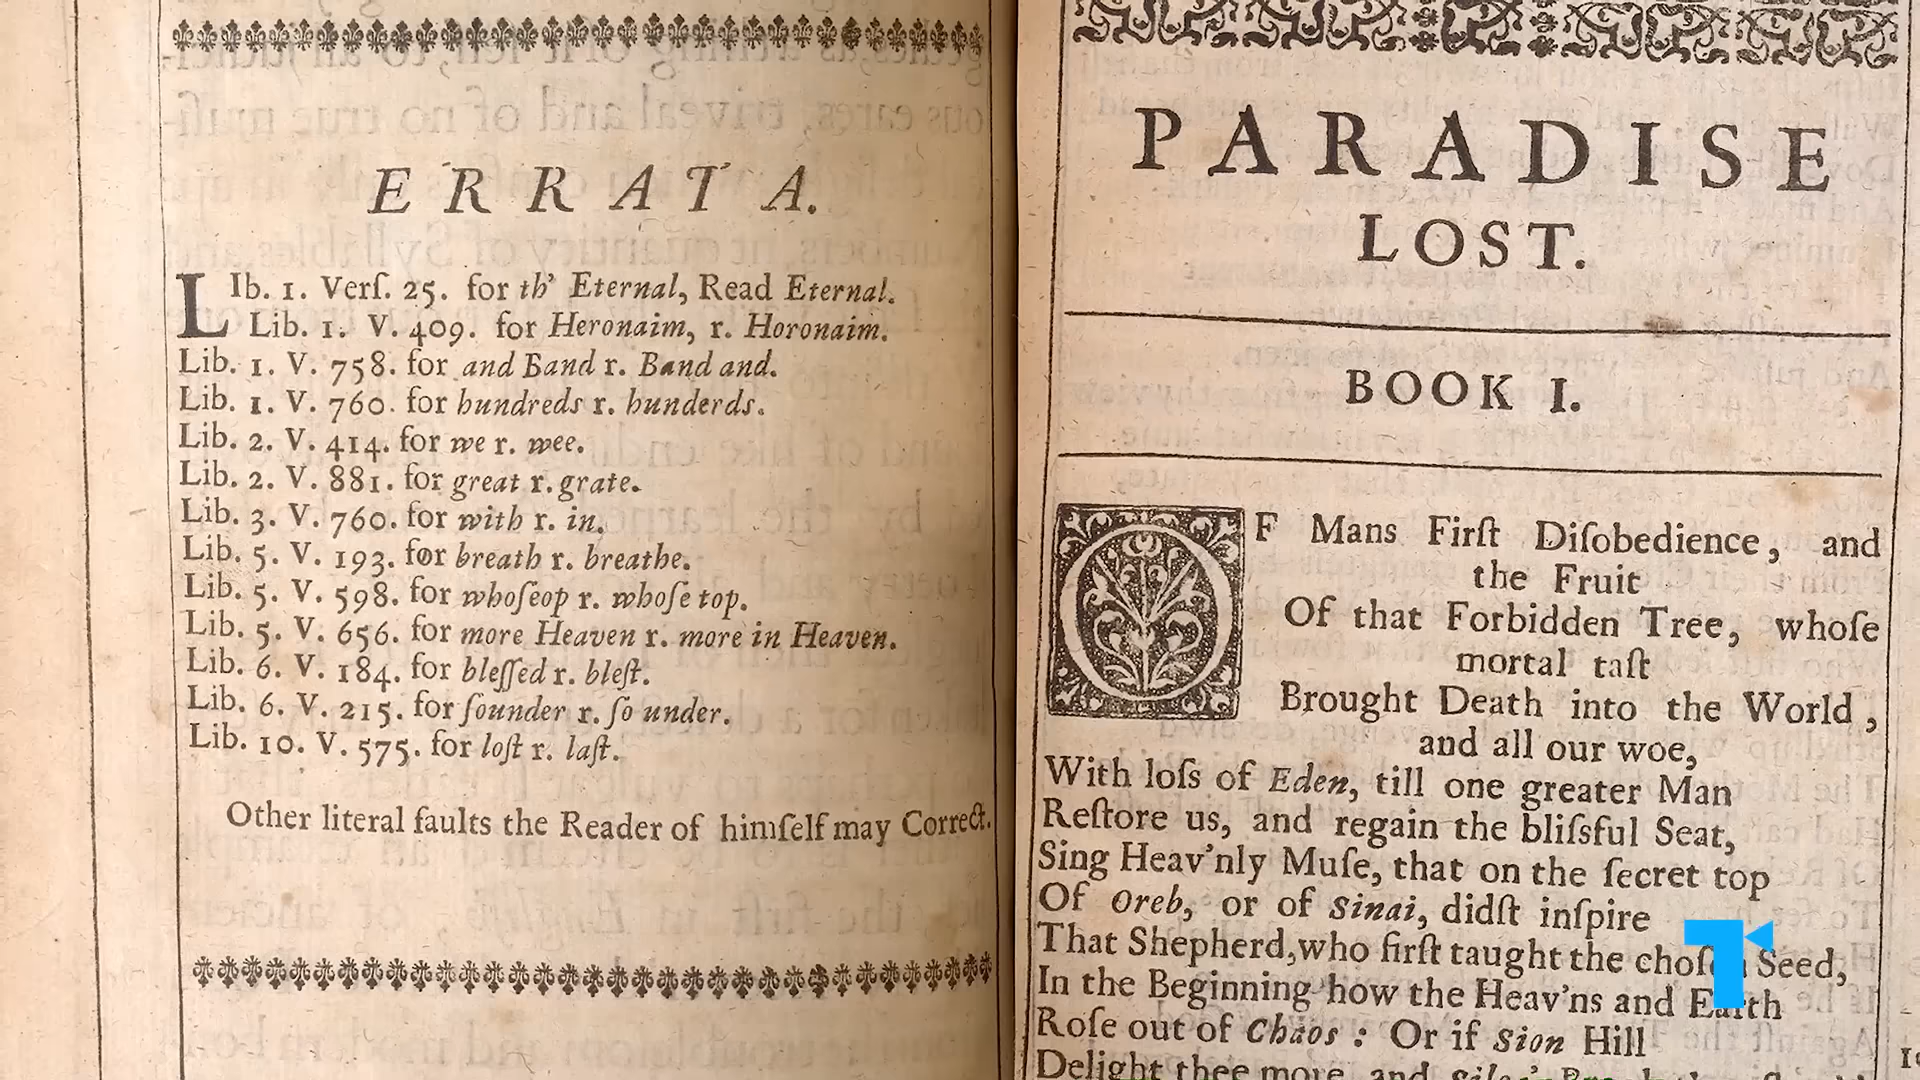 ERRATA.
LIb. 1. Verſ. 25. for th' Eternal, Read Eternal.
Lib. 1. V. 409. for Heronaim, r. Horonaim.
Lib. 1. V. 758. for and Band r. Band and.
Lib. 1. V. 760. for hundreds r. hunderds.
Lib. 2. V. 414. for we r. wee.
Lib. 2. V. 881. for great r. grate.
Lib. 3. V. 760. for with r. in.
Lib. 5. V. 193. for breath r. breathe.
Lib. 5. V. 598. for whoſeop r. whoſe top.
Lib. 5. V. 656. for more Heaven r. more in Heaven.
Lib. 6. V. 184. for bleſſed r. bleſt.
Lib. 6. V. 215. for ſounder r. ſo under.
Lib. 10. V. 575. for loſt r. laſt.
Other literal faults the Reader of himſelf may Correct.
PARADISE
LOST.
BOOK I.
OF Mans Firſt Diſobedience, and
the Fruit
Of that Forbidden Tree, whoſe
mortal taſt
Brought Death into the World,
and all our woe,
With loſs of Eden, till one greater Man
Reſtore us, and regain the bliſsful Seat,
Sing Heav'nly Muſe, that on the ſecret top
Of Oreb, or of Sinai, didſt inſpire
That Shepherd, who firſt taught the choſen Seed,
In the Beginning how the Heav'ns and Earth
Roſe out of Chaos : Or if Sion Hill
Delight thee more, and